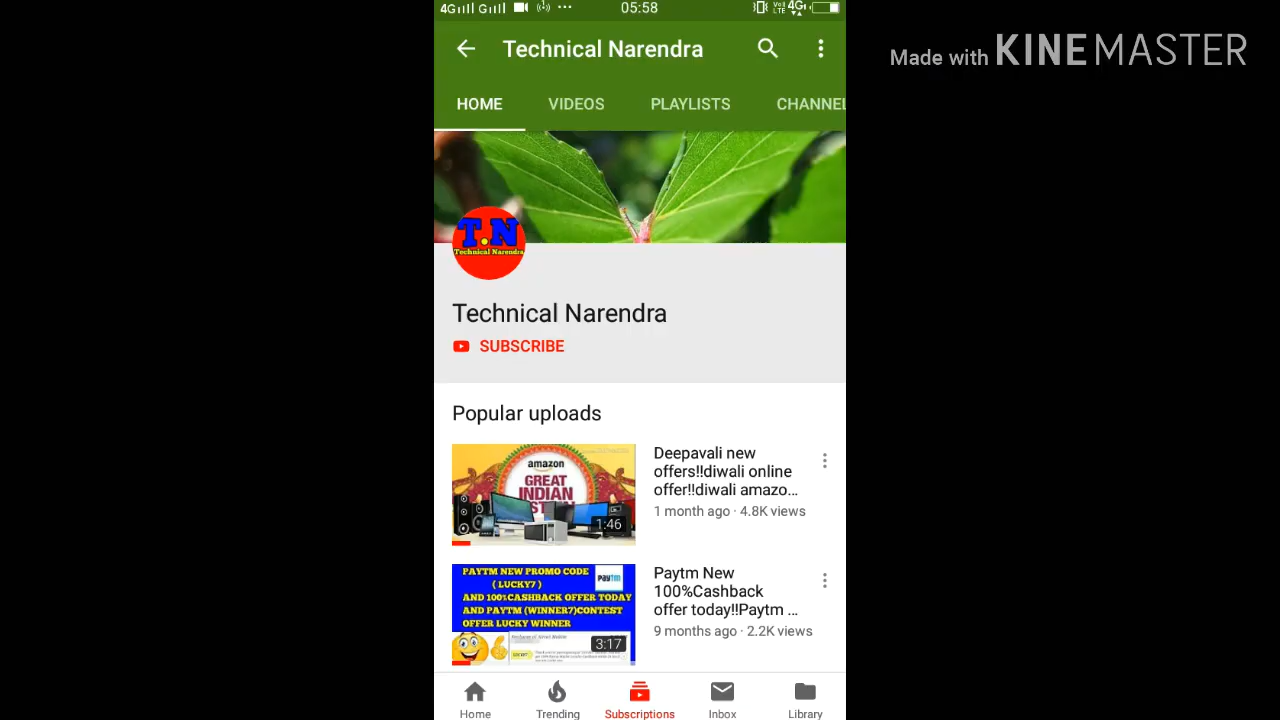 4G G ... 05:58 4G
Made with KINEMASTER
Technical Narendra
HOME VIDEOS PLAYLISTS CHANNEL
T.N
Technical Narendra
Technical Narendra
SUBSCRIBE
Popular uploads
amazon
GREAT
INDIAN
1:46
Deepavali new
offers!!diwali online
offer!!diwali amazo...
1 month ago · 4.8K views
PAYTM NEW PROMO CODE
( LUCKY7 )
AND 100%CASHBACK OFFER TODAY
AND PAYTM (WINNER7)CONTEST
OFFER LUCKY WINNER
Paytm
3:17
Paytm New
100%Cashback
offer today!!Paytm ...
9 months ago · 2.2K views
Home Trending Subscriptions Inbox Library